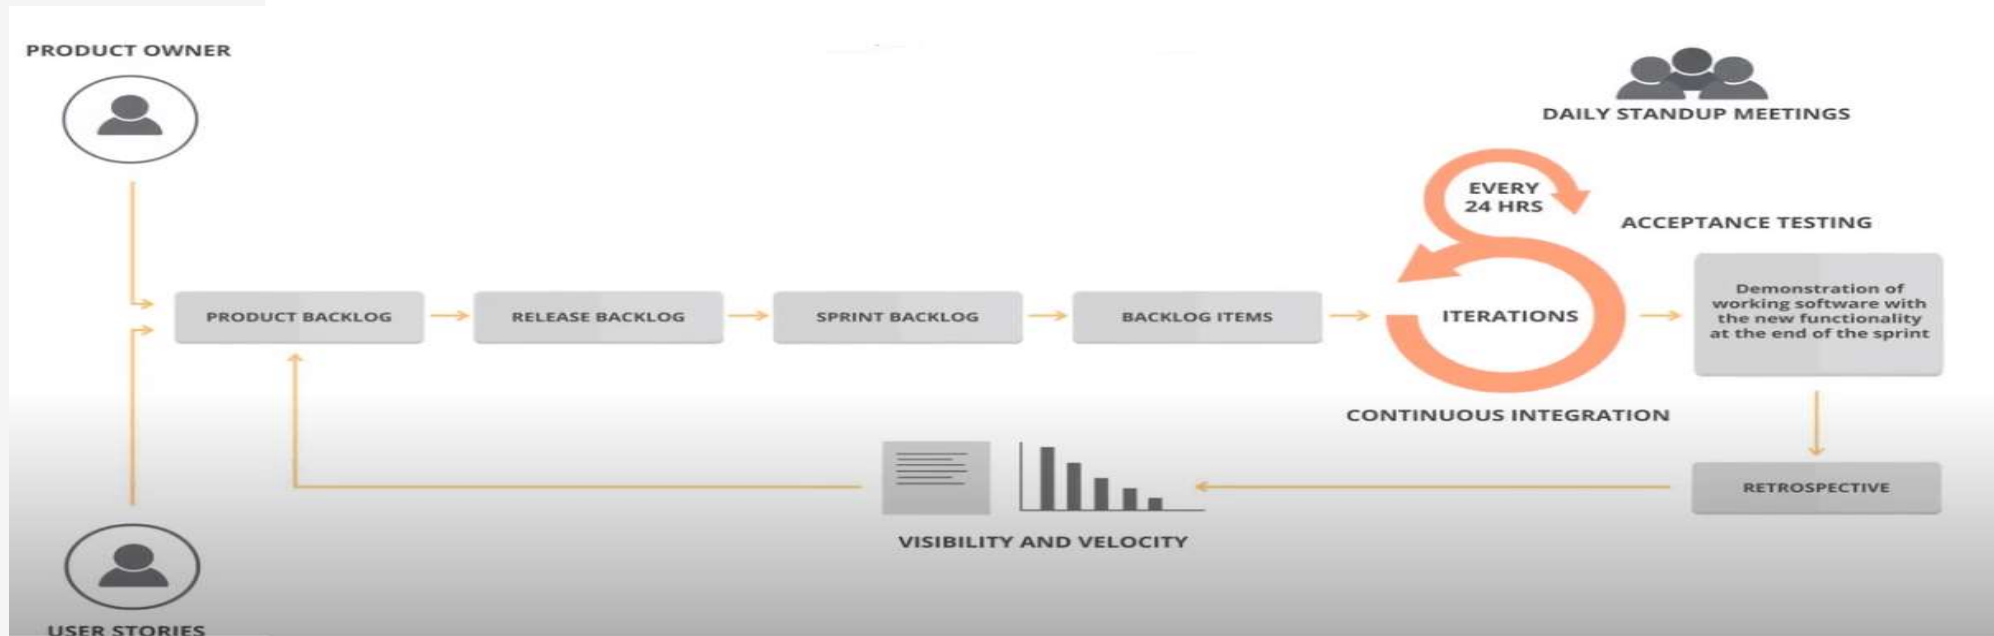 PRODUCT OWNER
DAILY STANDUP MEETINGS
EVERY
24 HRS
ACCEPTANCE TESTING
PRODUCT BACKLOG
RELEASE BACKLOG
SPRINT BACKLOG
BACKLOG ITEMS
ITERATIONS
Demonstration of
working software with
the new functionality
at the end of the sprint
CONTINUOUS INTEGRATION
RETROSPECTIVE
VISIBILITY AND VELOCITY
USER STORIES